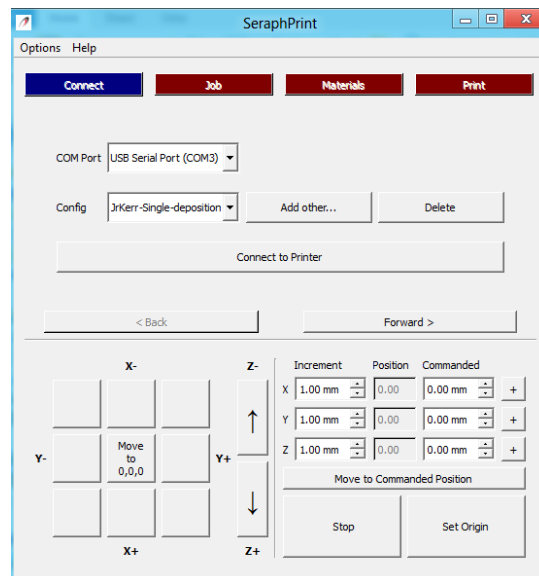 SeraphPrint
Options Help
Connect Job Materials Print
COM Port USB Serial Port (COM3)
Config JrKerr-Single-deposition Add other... Delete
Connect to Printer
< Back Forward >
X- Z- Increment Position Commanded
X 1.00 mm 0.00 0.00 mm +
Y 1.00 mm 0.00 0.00 mm +
Y- Move to 0,0,0 Y+ Z 1.00 mm 0.00 0.00 mm +
Move to Commanded Position
Stop Set Origin
X+ Z+